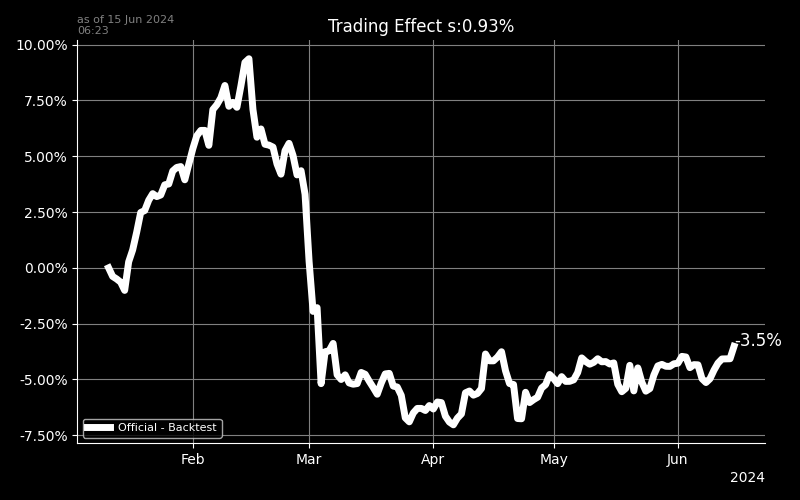 as of 15 Jun 2024
06:23
Trading Effect s:0.93%
10.00%
7.50%
5.00%
2.50%
0.00%
-2.50%
-5.00%
-7.50%
-3.5%
Official - Backtest
Feb
Mar
Apr
May
Jun
2024